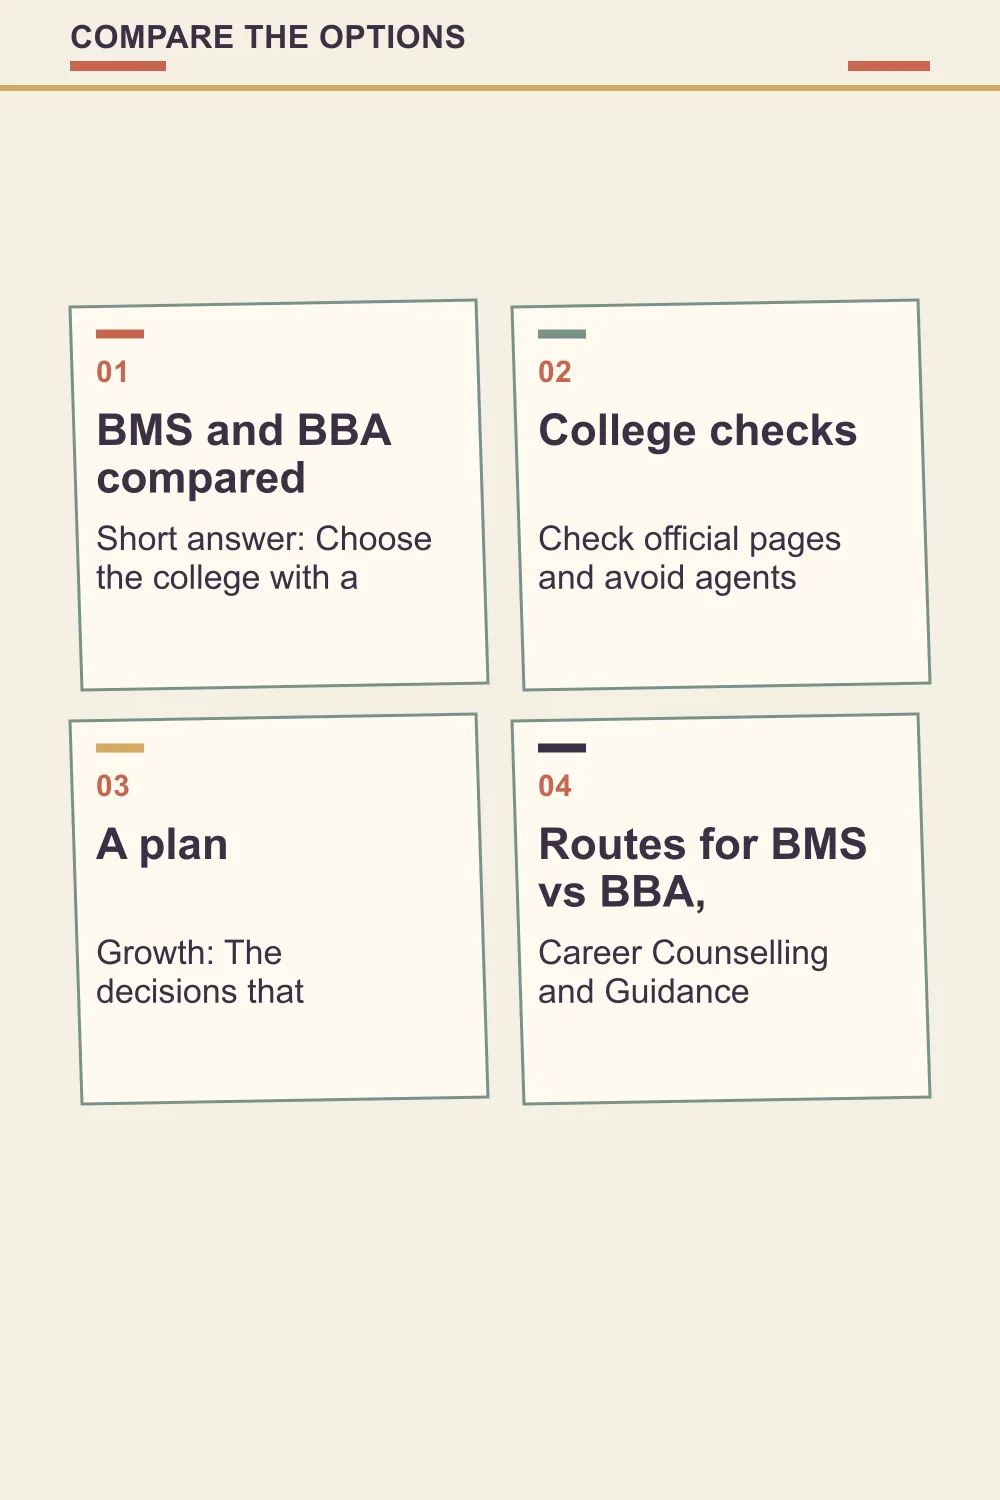 COMPARE THE OPTIONS
01
BMS and BBA
compared
Short answer: Choose
the college with a
02
College checks
Check official pages
and avoid agents
03
A plan
Growth: The
decisions that
04
Routes for BMS
vs BBA,
Career Counselling
and Guidance